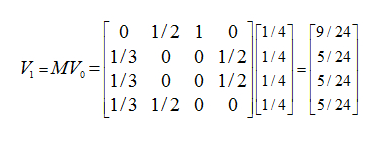 V₁ = MV₀ =
0 1/2 1 0
1/3 0 0 1/2
1/3 0 0 1/2
1/3 1/2 0 0
1/4
1/4
1/4
1/4
=
9/24
5/24
5/24
5/24